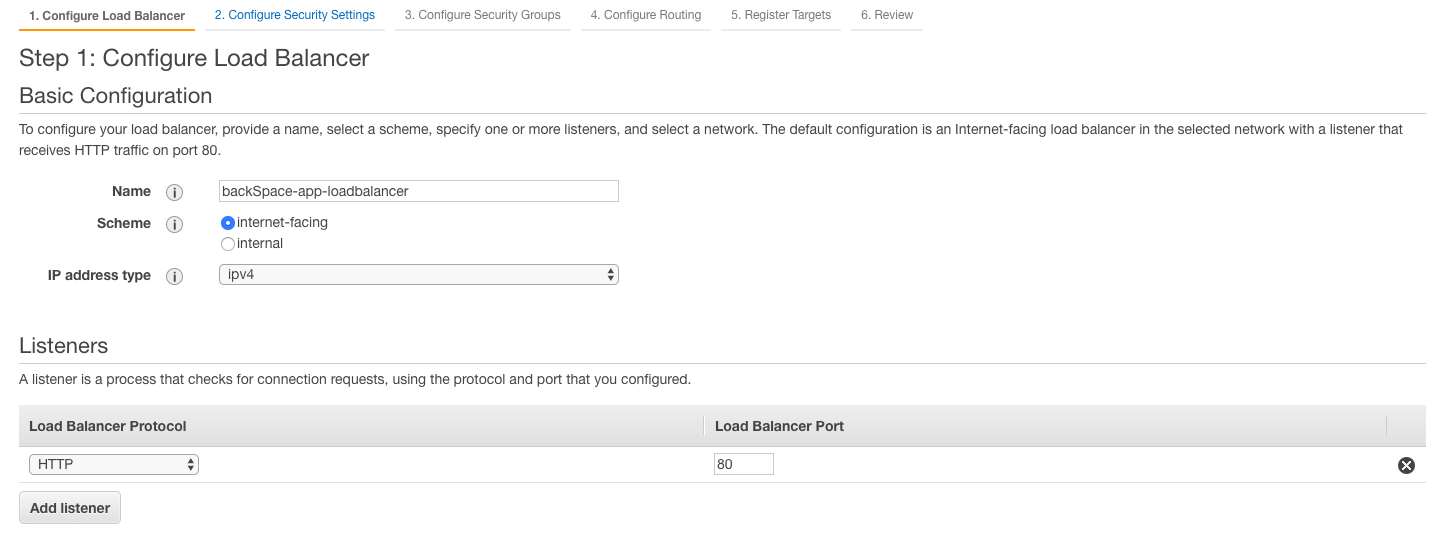 1. Configure Load Balancer 2. Configure Security Settings 3. Configure Security Groups 4. Configure Routing 5. Register Targets 6. Review
Step 1: Configure Load Balancer
Basic Configuration
To configure your load balancer, provide a name, select a scheme, specify one or more listeners, and select a network. The default configuration is an Internet-facing load balancer in the selected network with a listener that
receives HTTP traffic on port 80.
Name i backSpace-app-loadbalancer
Scheme i internet-facing
internal
IP address type i ipv4
Listeners
A listener is a process that checks for connection requests, using the protocol and port that you configured.
Load Balancer Protocol Load Balancer Port
HTTP 80
Add listener